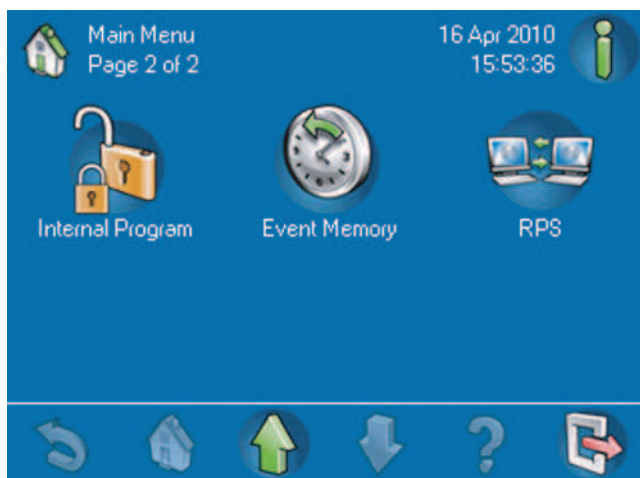 Main Menu
Page 2 of 2
16 Apr 2010
15:53:36
Internal Program
Event Memory
RPS